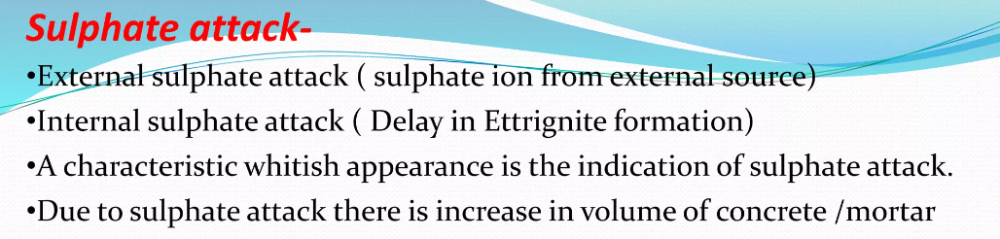 Sulphate attack-
•External sulphate attack ( sulphate ion from external source)
•Internal sulphate attack ( Delay in Ettrignite formation)
•A characteristic whitish appearance is the indication of sulphate attack.
•Due to sulphate attack there is increase in volume of concrete /mortar